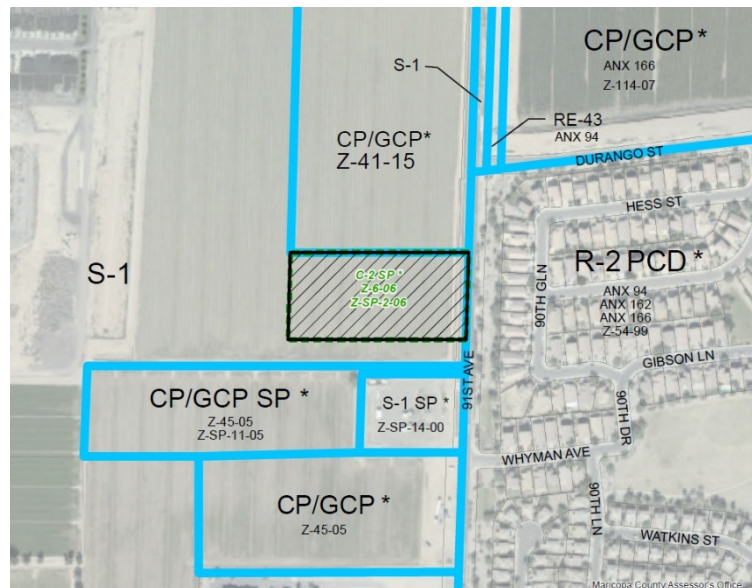 CP/GCP *
ANX 166
Z-114-07
S-1
RE-43
ANX 94
DURANGO ST
CP/GCP*
Z-41-15
HESS ST
S-1
C-2 SP *
Z-6-06
Z-SP-2-06
90TH GLN
R-2 PCD *
ANX 94
ANX 162
ANX 166
Z-54-99
GIBSON LN
91ST AVE
CP/GCP SP *
Z-45-05
Z-SP-11-05
S-1 SP *
Z-SP-14-00
90TH DR
WHYMAN AVE
CP/GCP *
Z-45-05
90TH LN
WATKINS ST
Maricopa County Assessor's Office